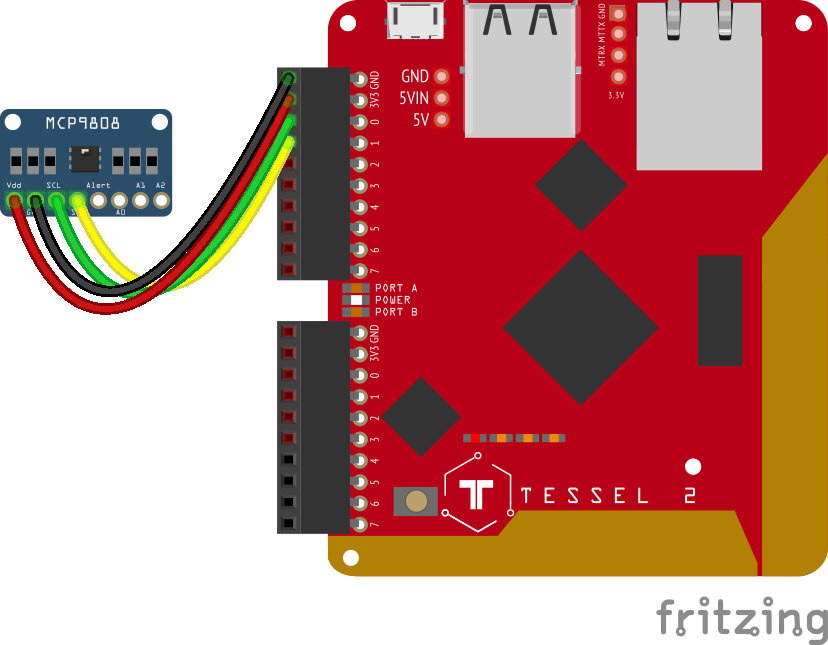 MCP9808
Vdd
SCL
Alert
A1
A2
A0
GND
3V3
0
1
2
3
4
5
6
7
PORT A
POWER
PORT B
GND
3V3
0
1
2
3
4
5
6
7
GND
5VIN
5V
MTRX MTTX GND
3.3V
TESSEL 2
fritzing